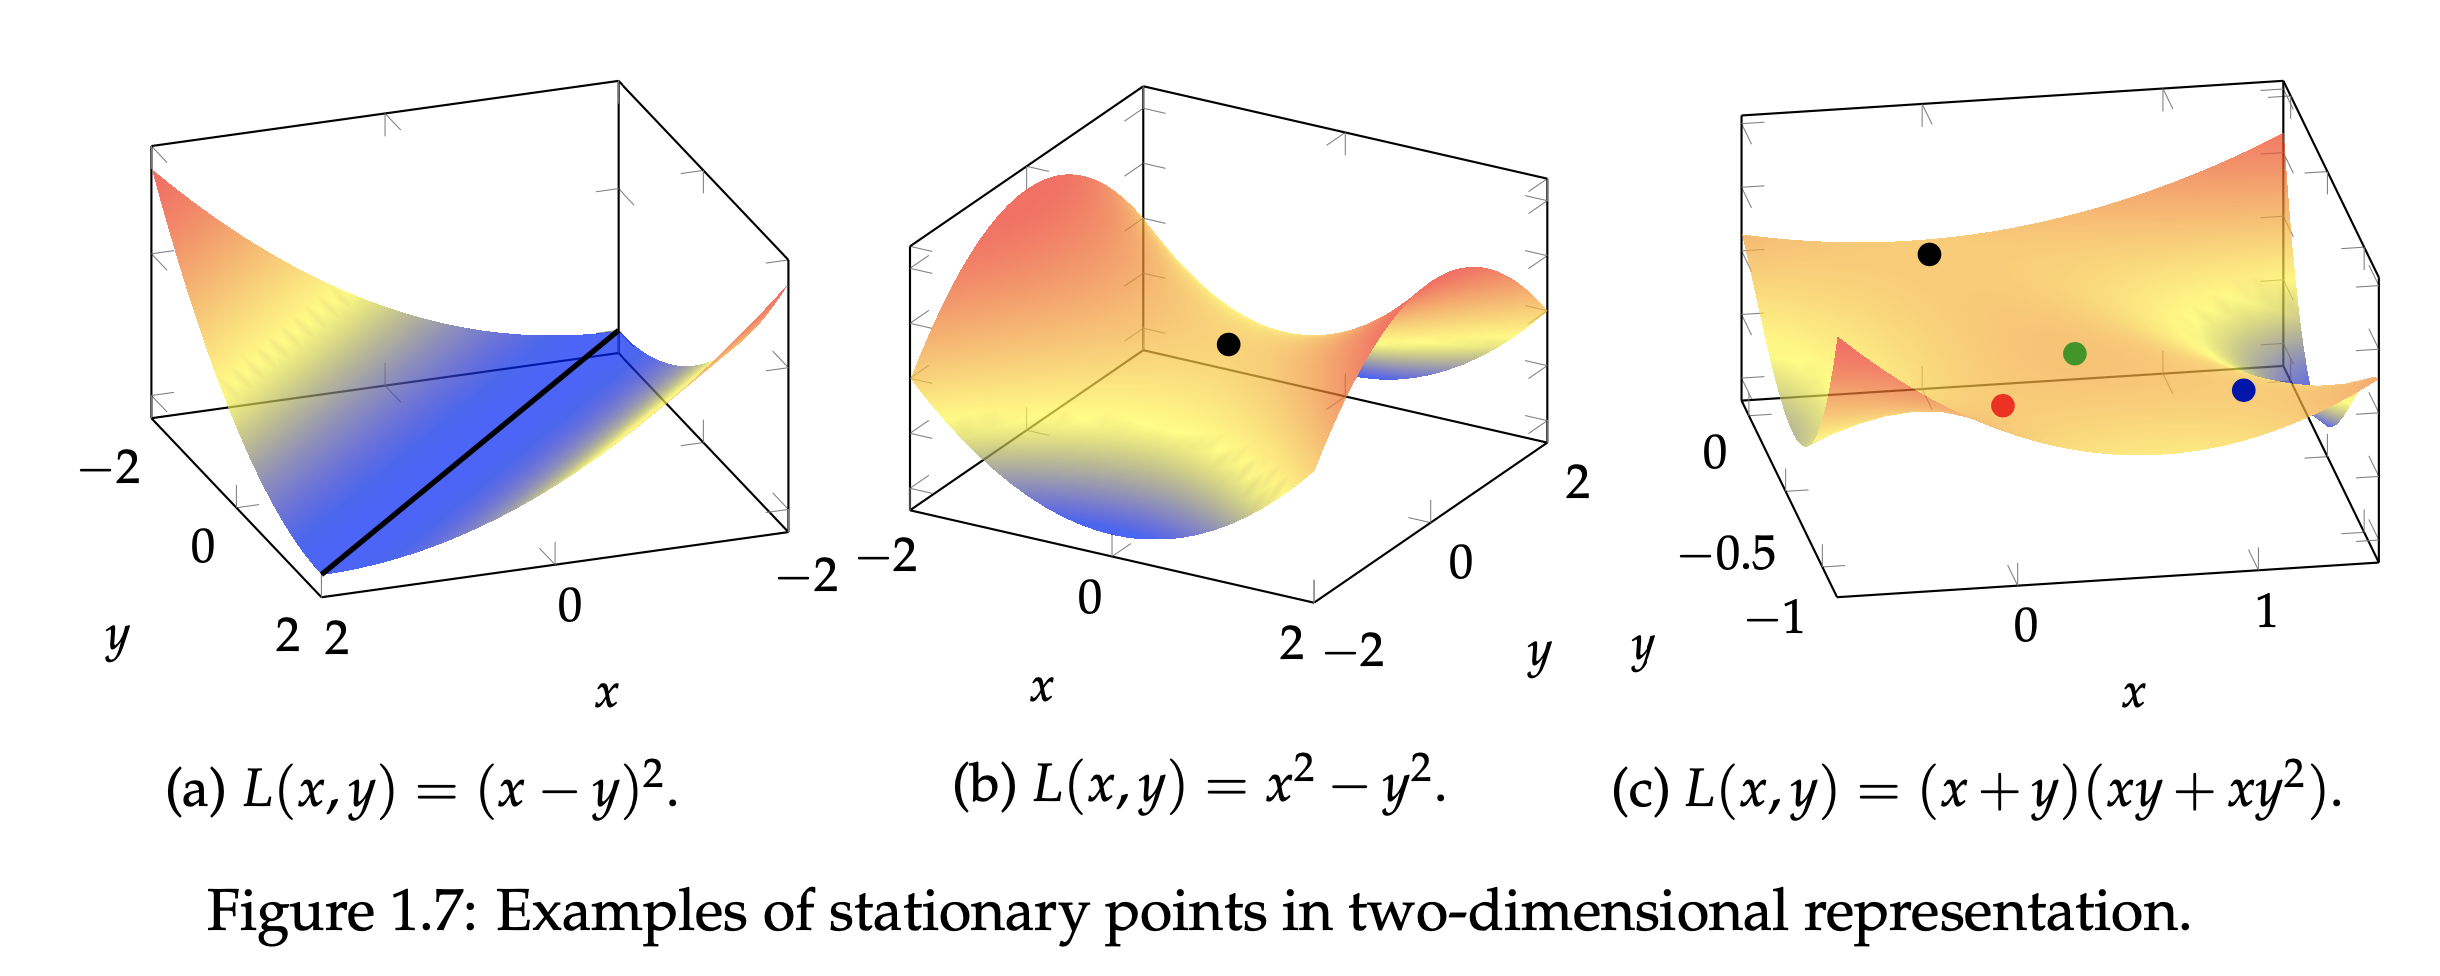 −2
0
2
y
2
0
−2
x
−2
0
2
x
−2
0
2
y
0
−0.5
−1
y
0
1
x
(a) L(x, y) = (x − y)².
(b) L(x, y) = x² − y².
(c) L(x, y) = (x + y)(xy + xy²).
Figure 1.7: Examples of stationary points in two-dimensional representation.